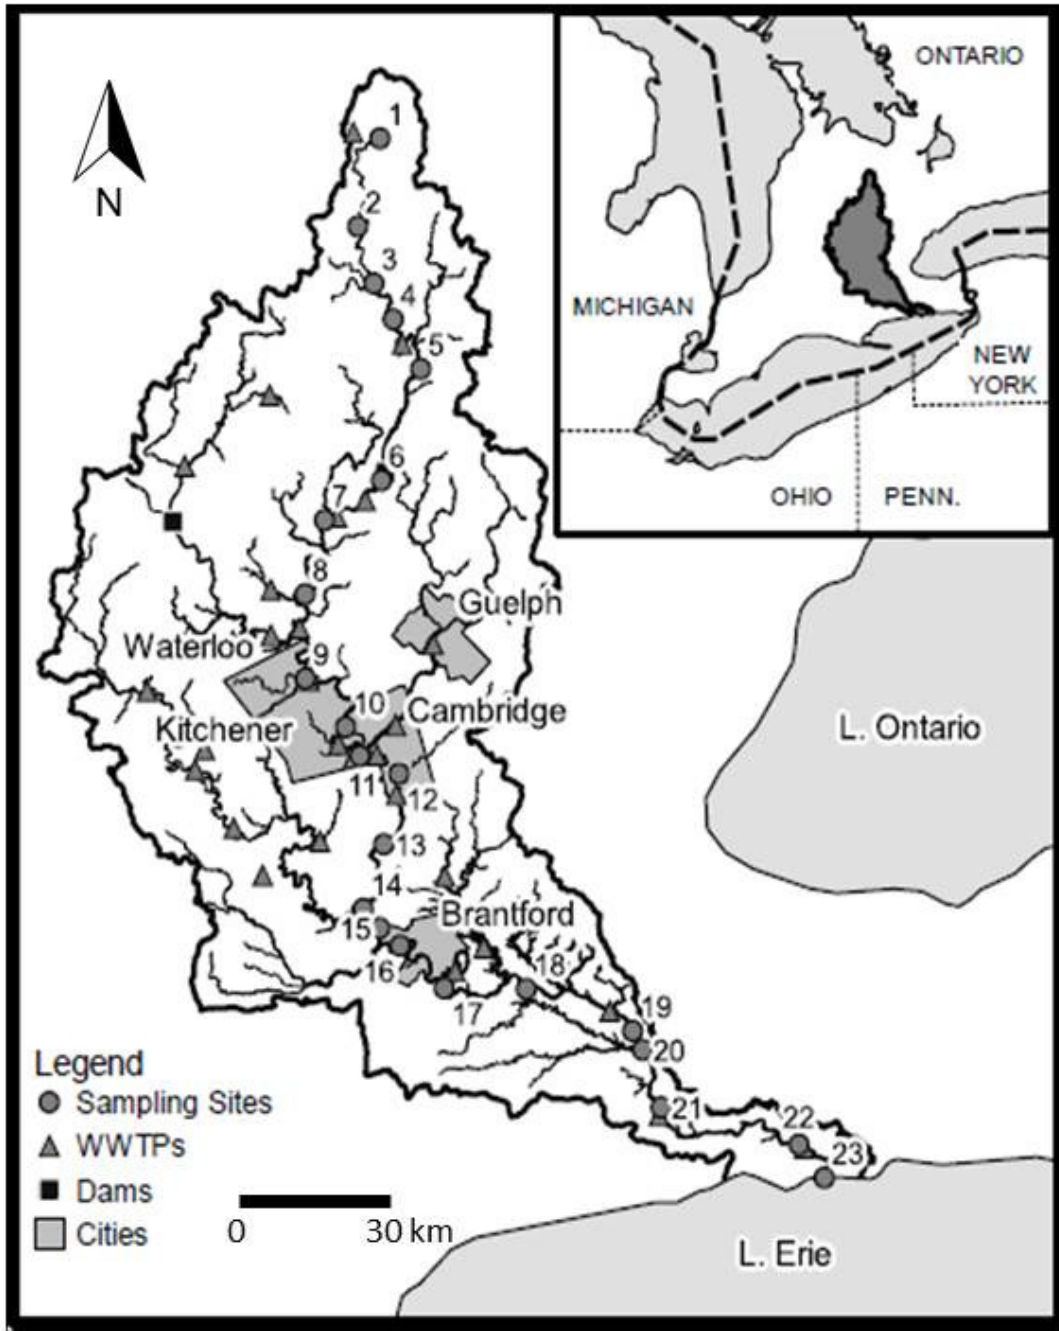 ONTARIO
MICHIGAN
NEW
YORK
OHIO
PENN.
N
1
2
3
4
5
6
7
8
Guelph
Waterloo
9
10
Cambridge
Kitchener
11
12
13
14
Brantford
15
16
17
18
19
20
21
22
23
L. Ontario
L. Erie
Legend
Sampling Sites
WWTPs
Dams
Cities
0 30 km